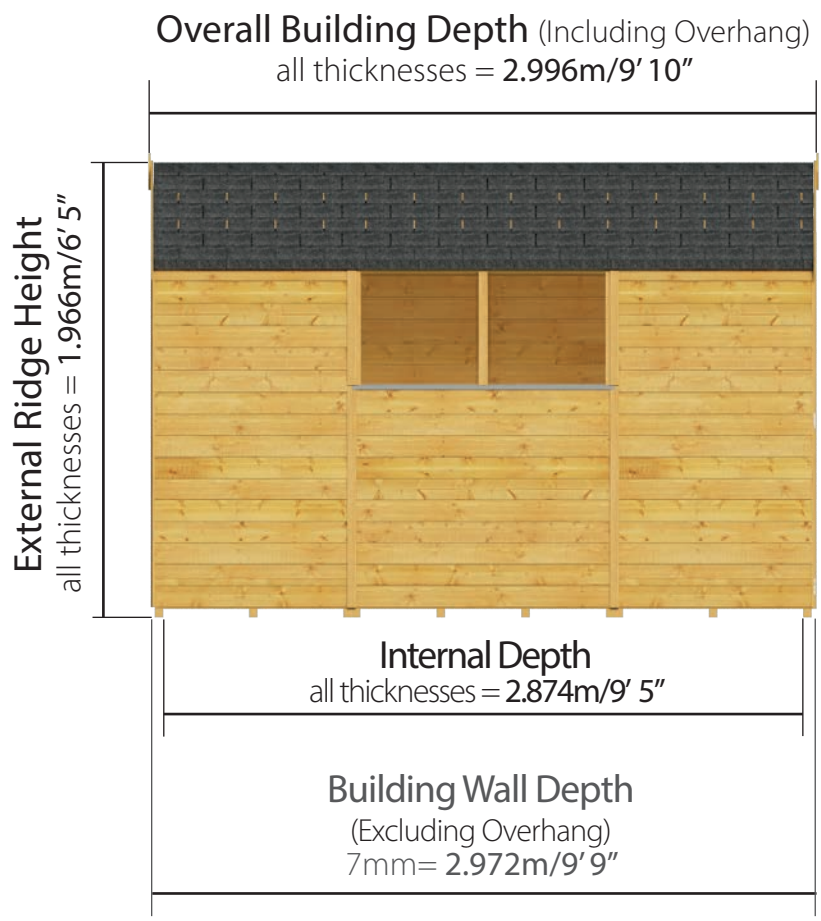 Overall Building Depth (Including Overhang)
all thicknesses = 2.996m/9’ 10”
External Ridge Height
all thicknesses = 1.966m/6’ 5”
Internal Depth
all thicknesses = 2.874m/9’ 5”
Building Wall Depth
(Excluding Overhang)
7mm= 2.972m/9’ 9”